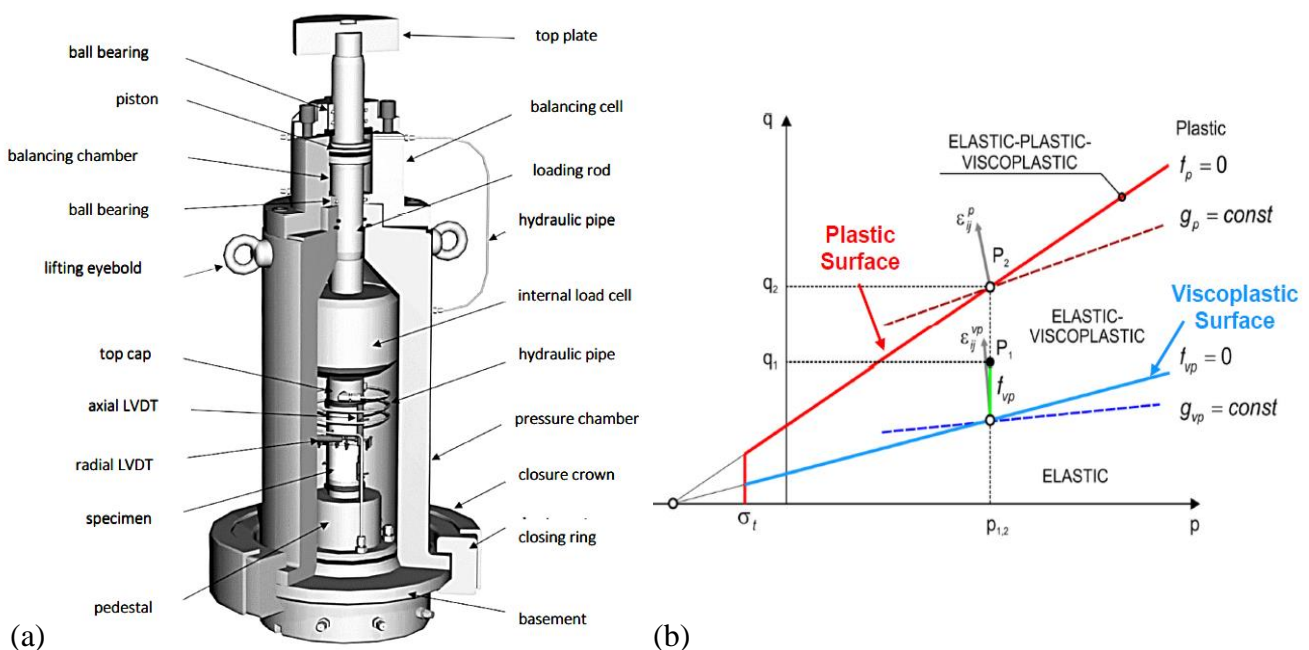 top plate
ball bearing
piston
balancing cell
balancing chamber
loading rod
ball bearing
hydraulic pipe
lifting eyebold
internal load cell
top cap
hydraulic pipe
axial LVDT
pressure chamber
radial LVDT
closure crown
specimen
closing ring
pedestal
basement
(a)
q
ELASTIC-PLASTIC-
VISCOPLASTIC
Plastic
f_p = 0
g_p = const
ε_ij^p
Plastic
Surface
P_2
q_2
ELASTIC-
VISCOPLASTIC
Viscoplastic
Surface
ε_ij^vp
P_1
q_1
f_vp
f_vp = 0
g_vp = const
ELASTIC
σ_t
p_1,2
p
(b)